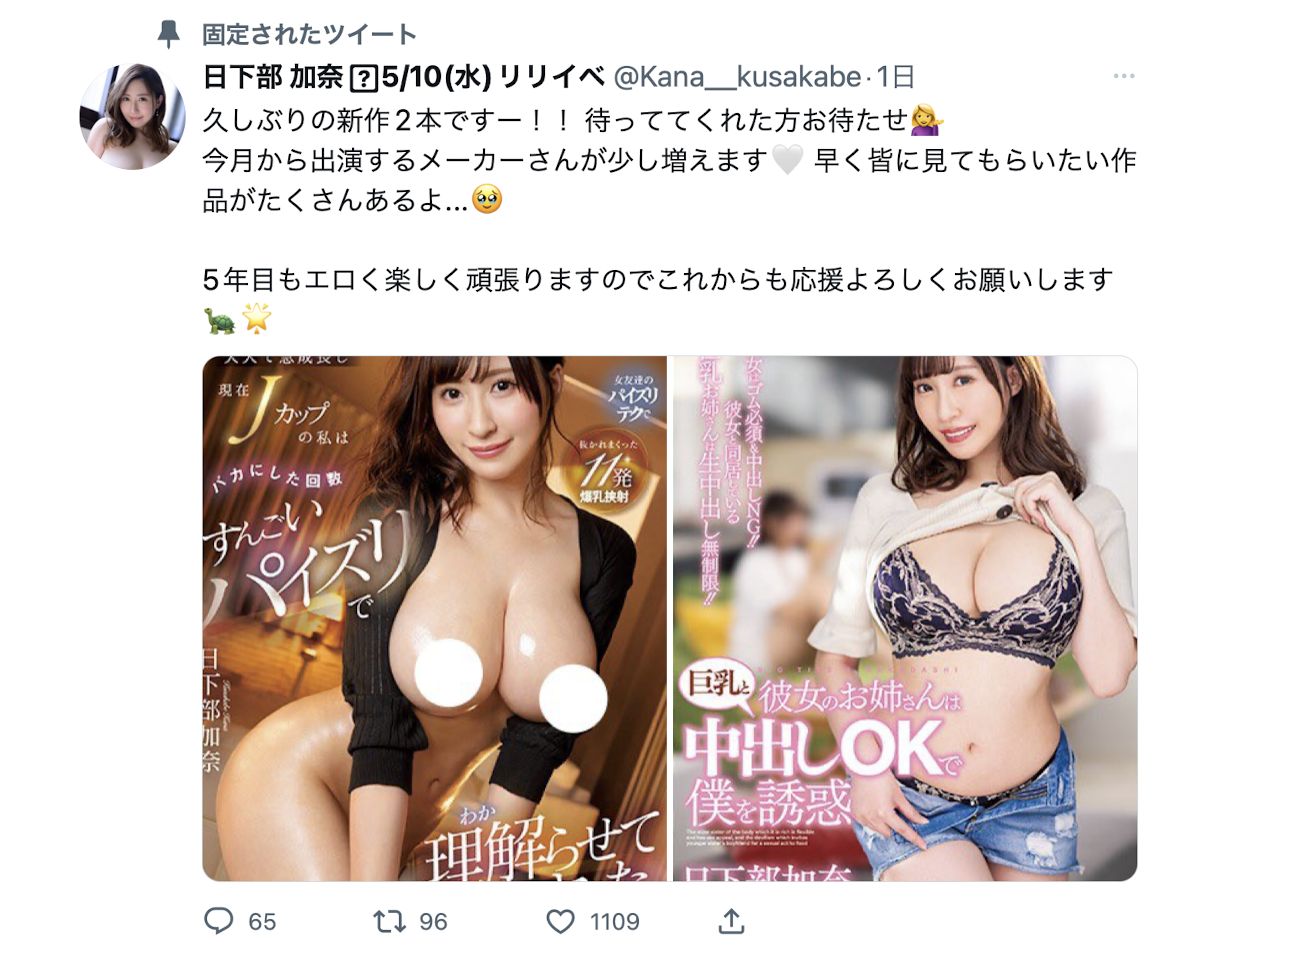 固定されたツイート
日下部 加奈 ?5/10(水) リリイベ @Kana__kusakabe · 1日
久しぶりの新作２本ですー！！ 待っててくれた方お待たせ💁‍♀️
今月から出演するメーカーさんが少し増えます🤍 早く皆に見てもらいたい作
品がたくさんあるよ...🥹
5年目もエロく楽しく頑張りますのでこれからも応援よろしくお願いします
🐢🌟
現在
Jカップ
の私は
バカにした回数
すんごい
パイズリで
日下部加奈
女友達の
パイズリ
テクで
抜かれまくった
11発
爆乳挟射
わか
理解らせて
女はゴム必須&中出しNG!!
彼女と同居している
乳お姉さんは生中出し無制限!!
巨乳と
彼女のお姉さんは
中出しOKで
僕を誘惑
日下部加奈
65
96
1109